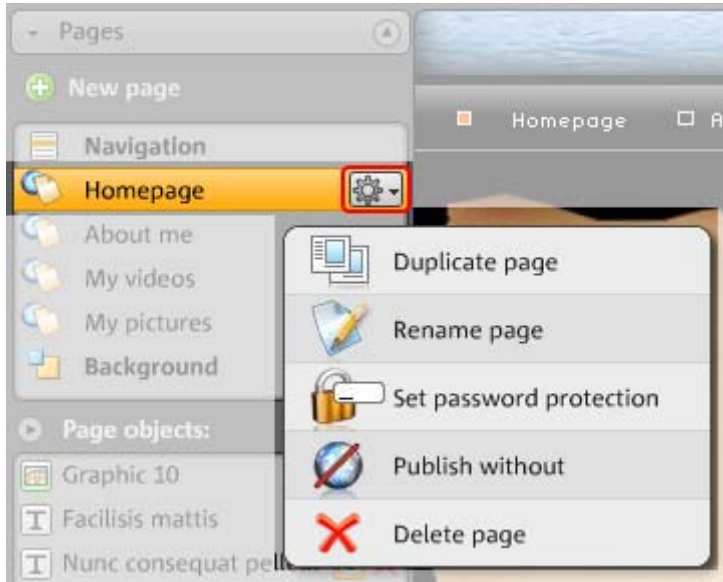 Pages
New page
Navigation
Homepage
About me
My videos
My pictures
Background
Page objects:
Graphic 10
T Facilisis mattis
T Nunc consequat pel
Homepage
A
Duplicate page
Rename page
Set password protection
Publish without
Delete page